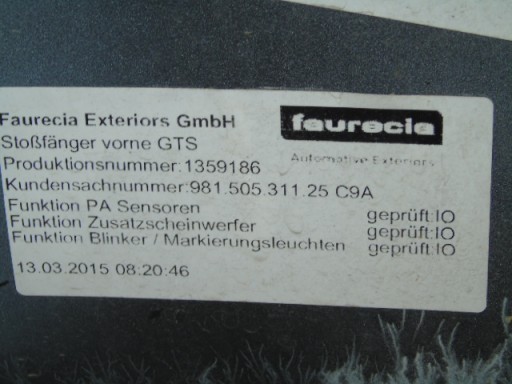 Faurecia Exteriors GmbH
faurecia
Automotive Exteriors
Stoßfänger vorne GTS
Produktionsnummer:1359186
Kundensachnummer:981.505.311.25 C9A
Funktion PA Sensoren geprüft:IO
Funktion Zusatzscheinwerfer geprüft:IO
Funktion Blinker / Markierungsleuchten geprüft:IO
13.03.2015 08:20:46